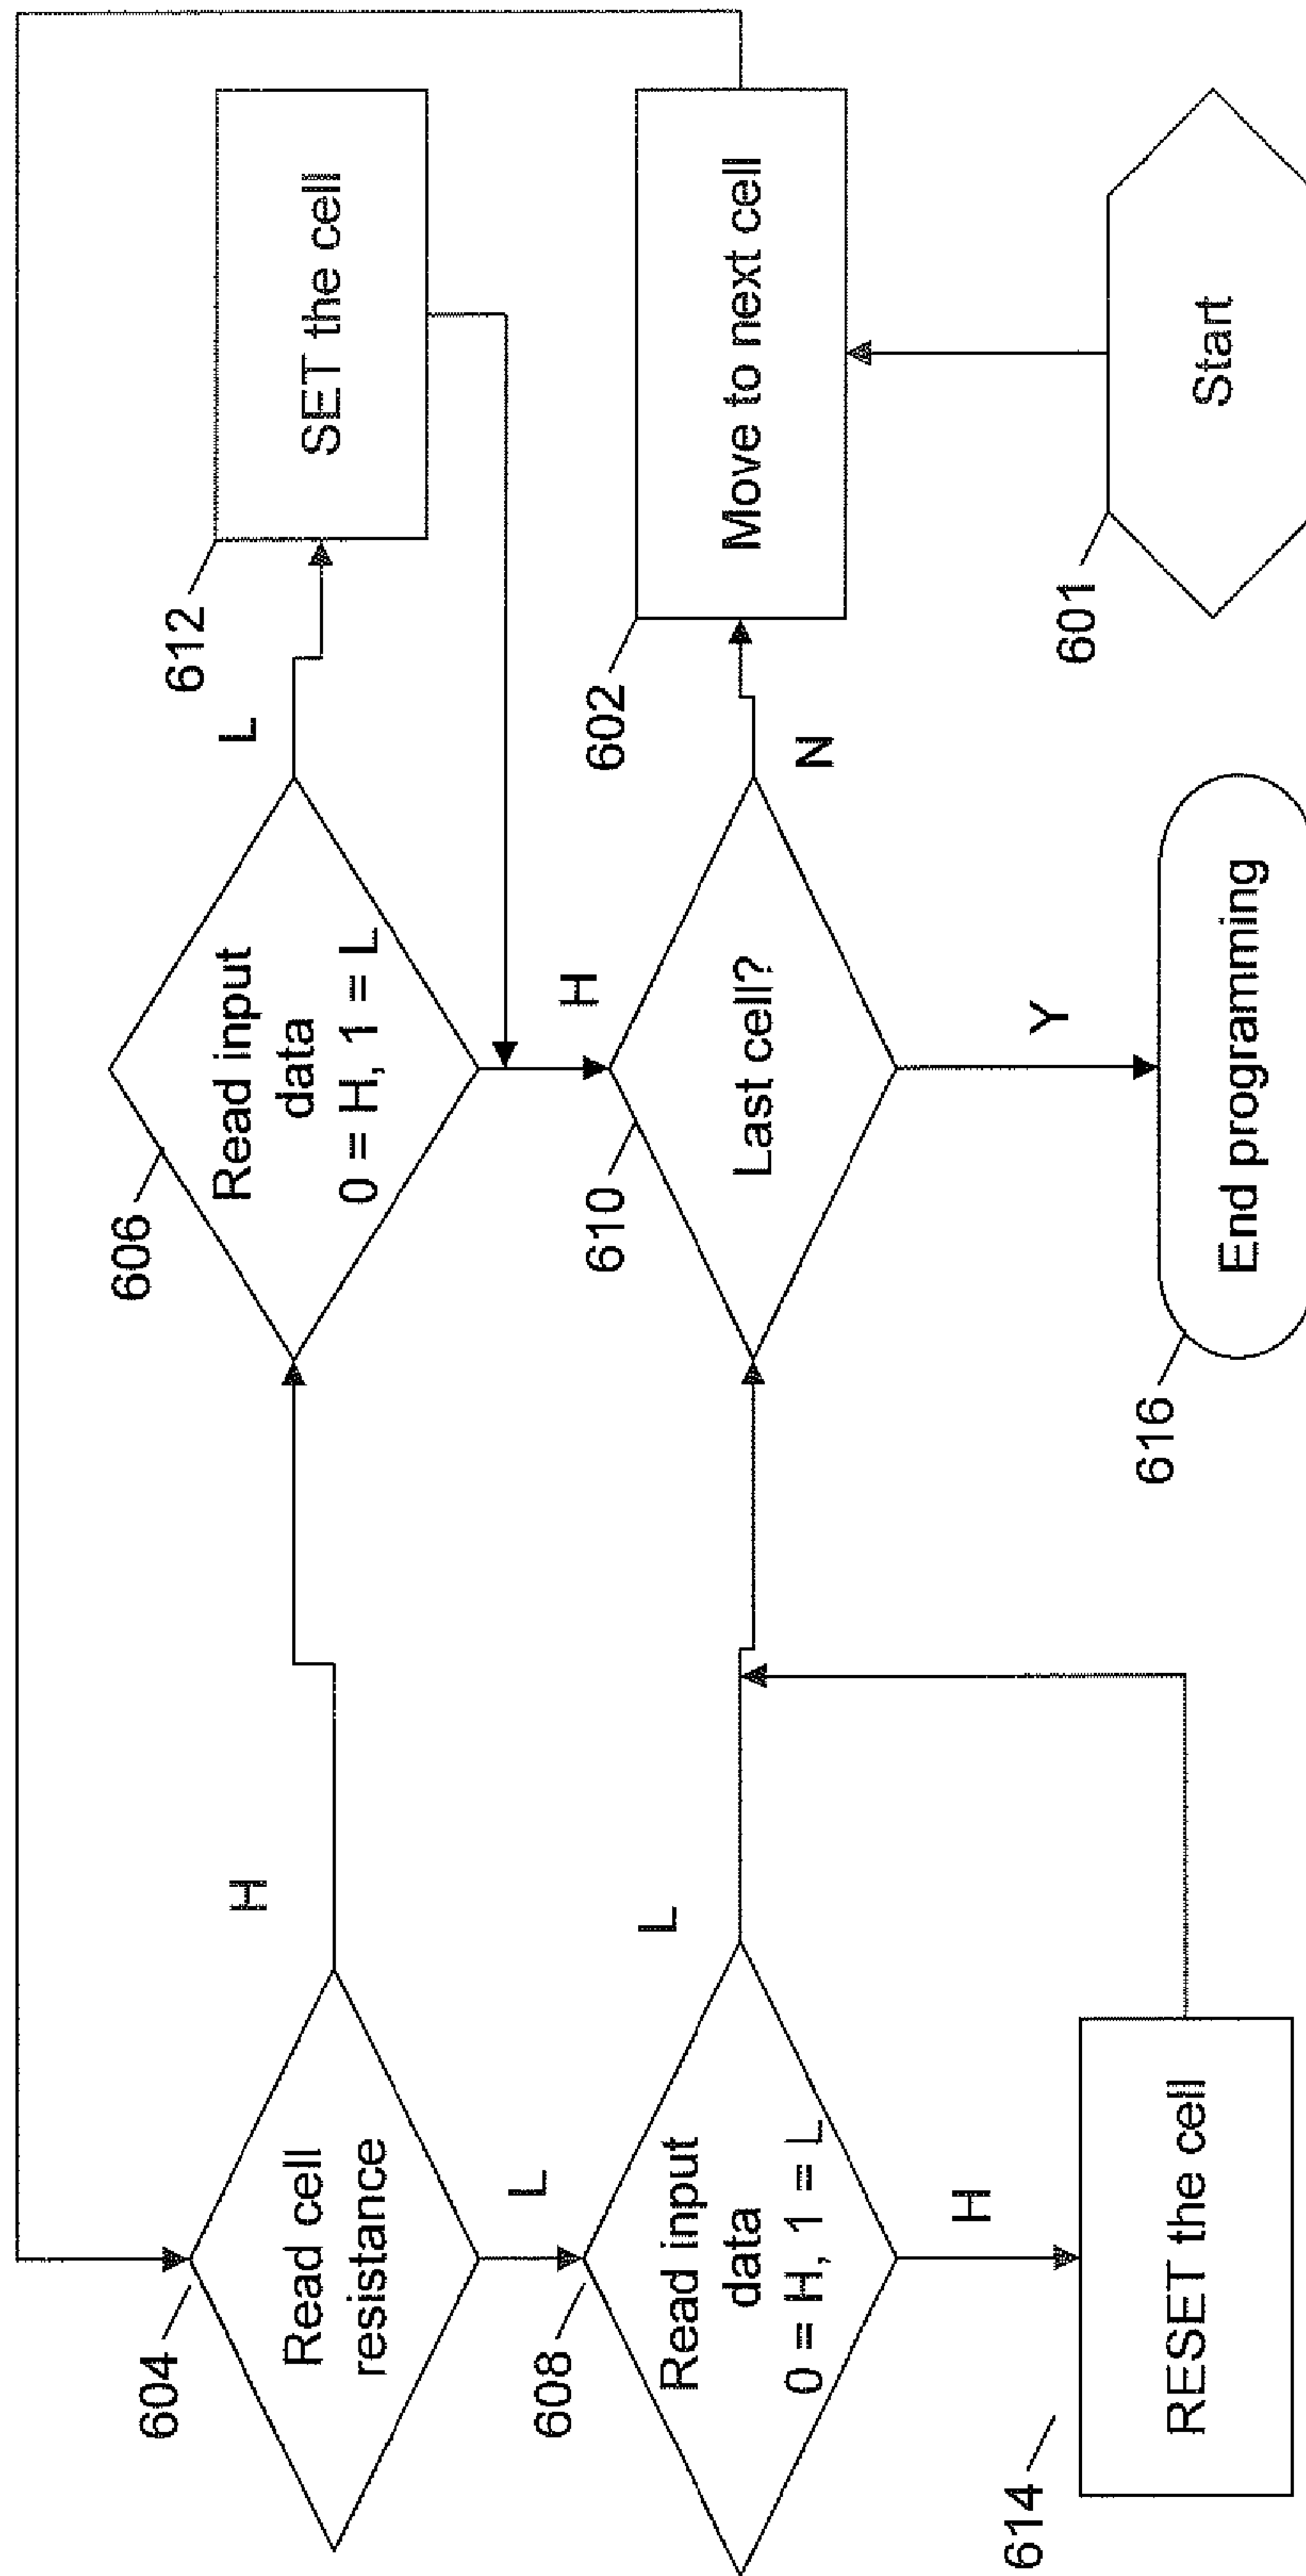 604
Read cell
resistance
H
L
606
Read input
data
0 = H, 1 = L
L
612
SET the cell
H
608
Read input
data
0 = H, 1 = L
L
H
610
Last cell?
N
Y
602
Move to next cell
614
RESET the cell
616
End programming
601
Start